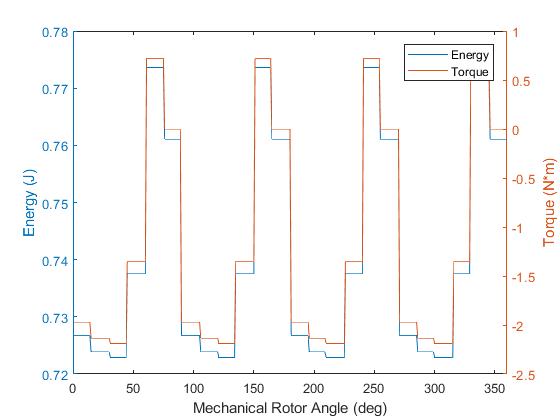 0.78
0.77
0.76
0.75
0.74
0.73
0.72
Energy (J)
1
0.5
0
-0.5
-1
-1.5
-2
-2.5
Torque (N*m)
Energy
Torque
0 50 100 150 200 250 300 350
Mechanical Rotor Angle (deg)